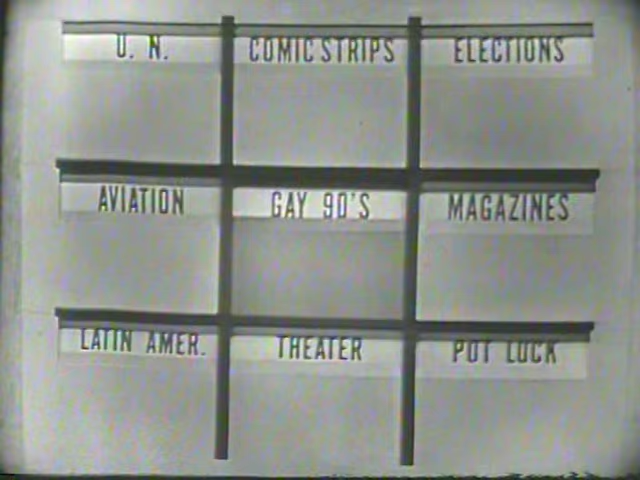 U. N.
COMIC STRIPS
ELECTIONS
AVIATION
GAY 90'S
MAGAZINES
LATIN AMER.
THEATER
POT LUCK